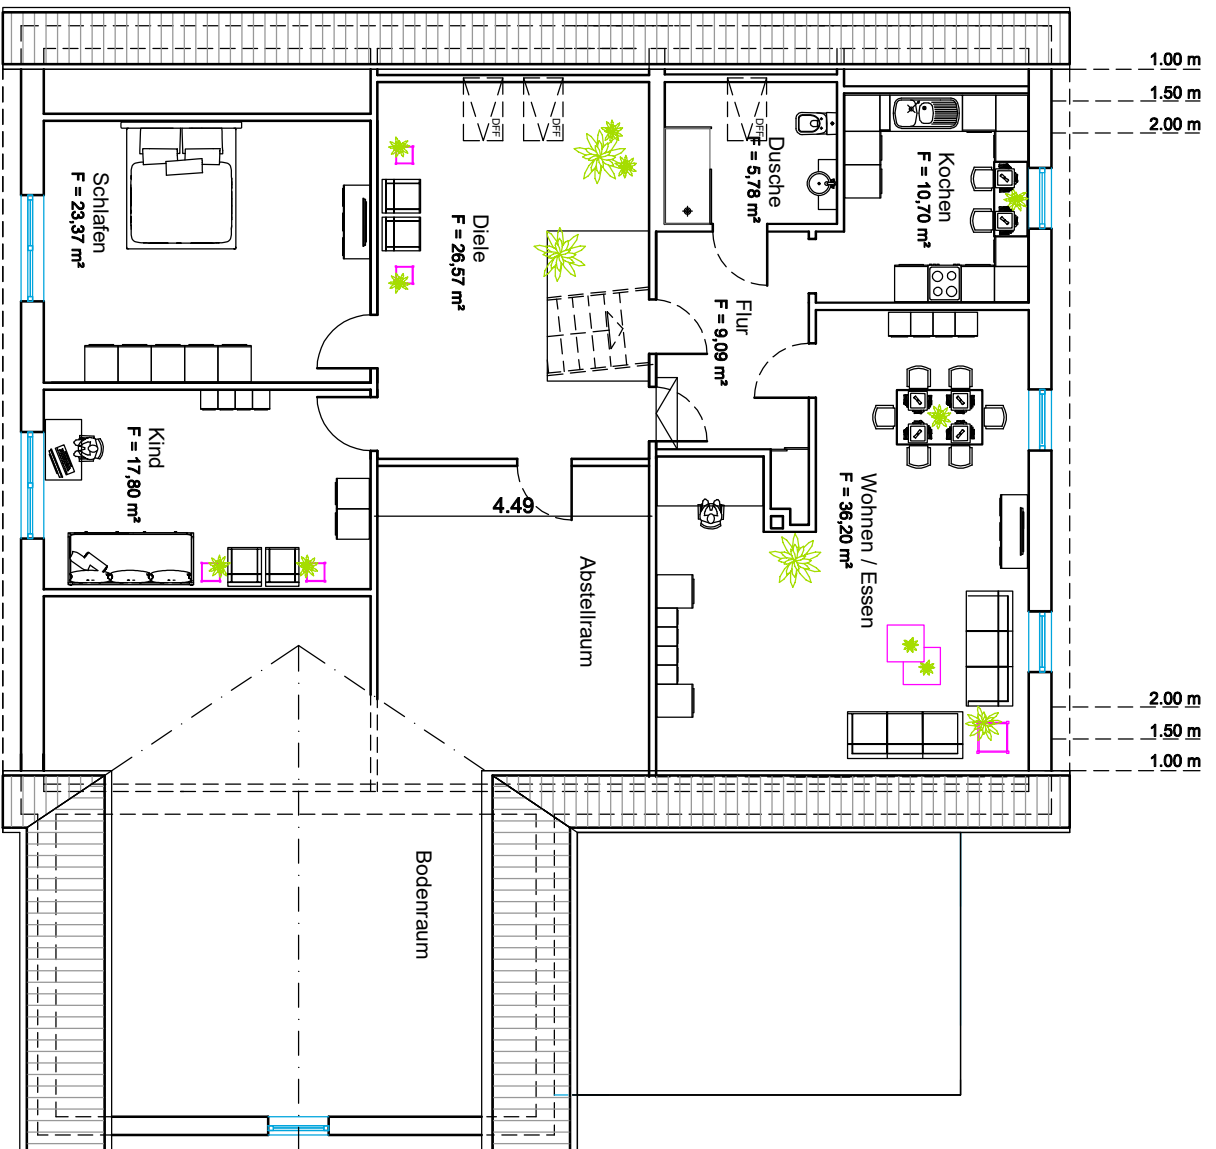 1.00 m
1.50 m
2.00 m
DFF
DFF
DFF
Dusche
F = 5,78 m²
Kochen
F = 10,70 m²
Schlafen
F = 23,37 m²
Diele
F = 26,57 m²
Flur
F = 9,09 m²
Kind
F = 17,80 m²
4.49
Wohnen / Essen
F = 36,20 m²
Abstellraum
2.00 m
1.50 m
1.00 m
Bodenraum